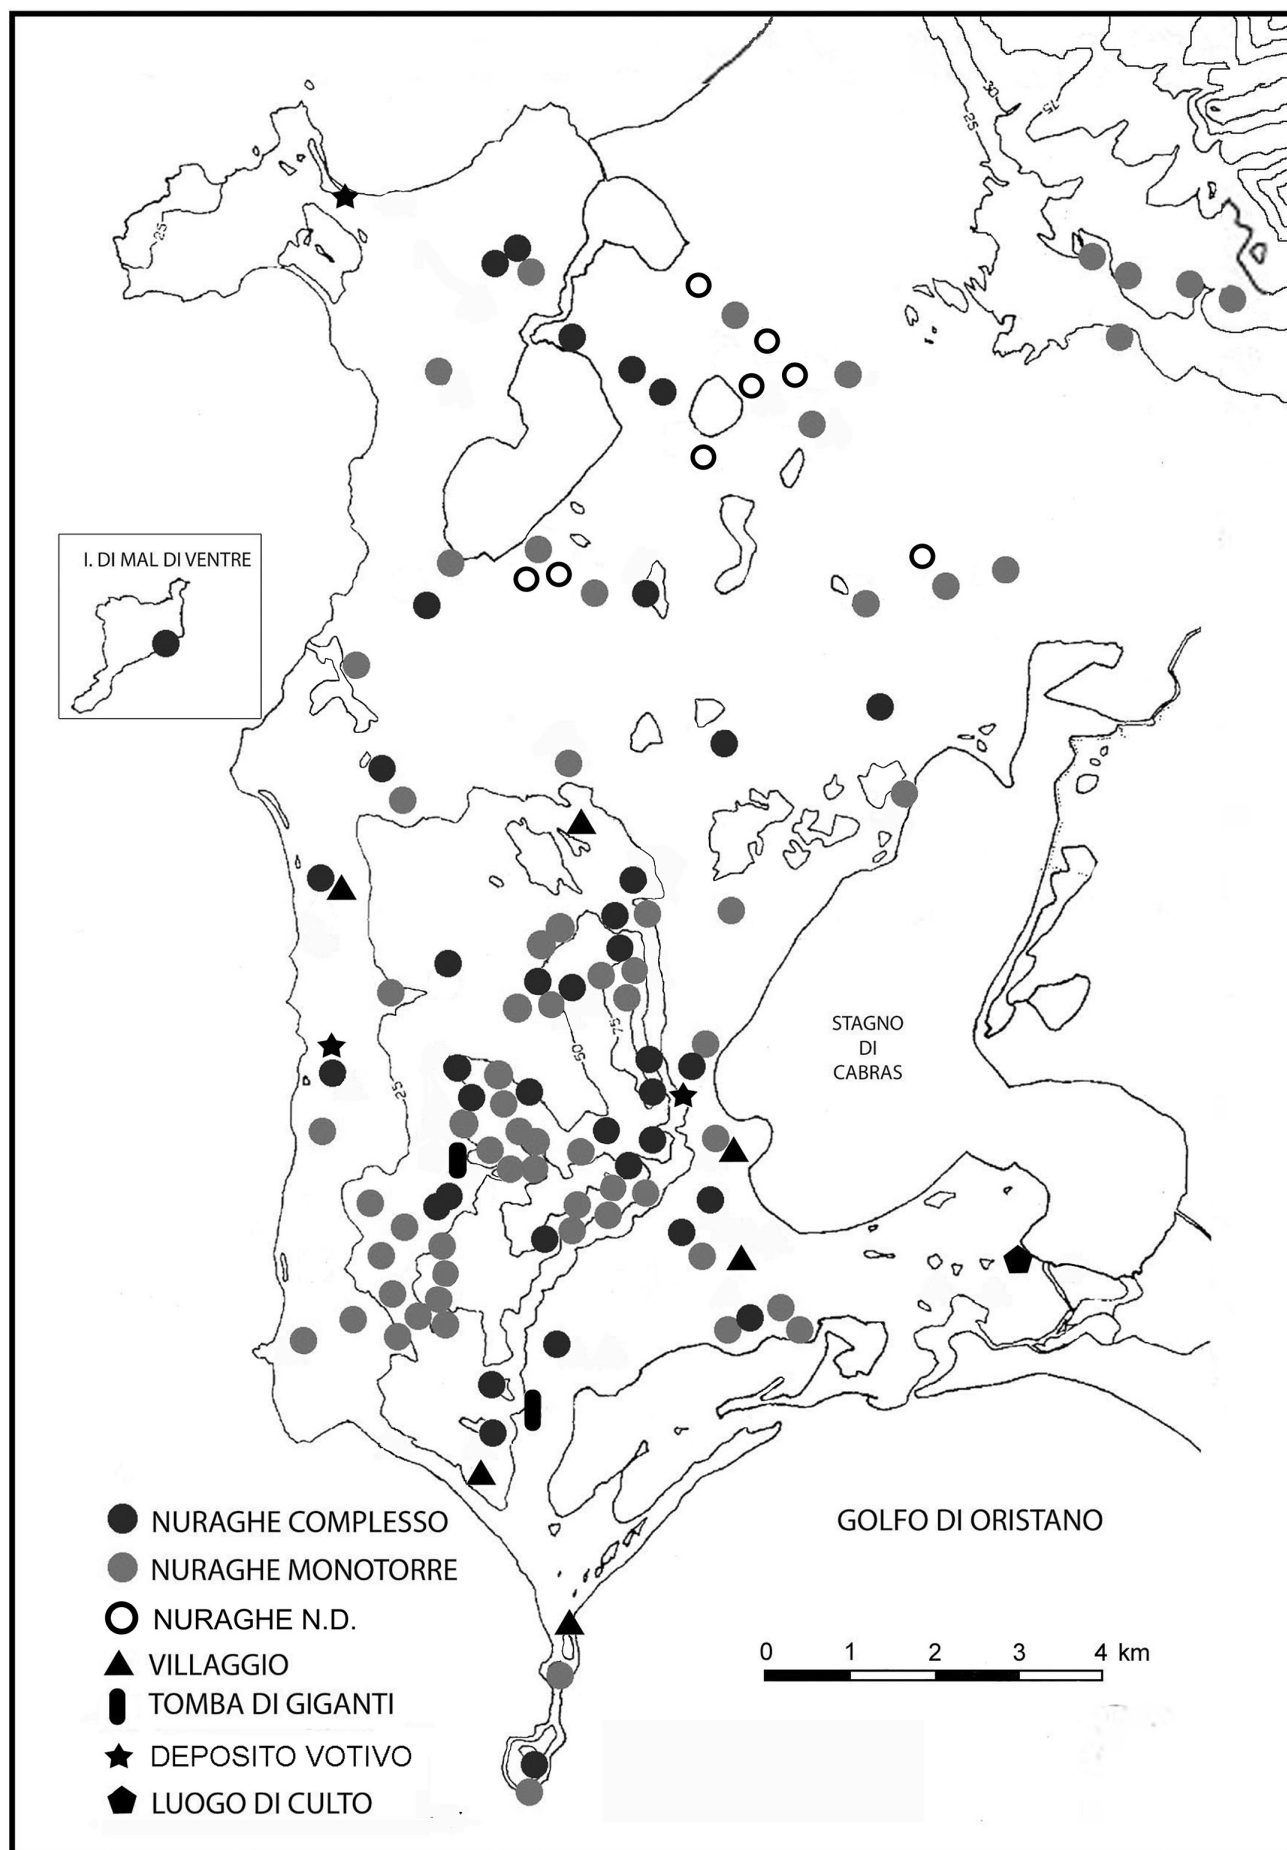 30
15
25
25
I. DI MAL DI VENTRE
75
50
25
STAGNO
DI
CABRAS
GOLFO DI ORISTANO
NURAGHE COMPLESSO
NURAGHE MONOTORRE
NURAGHE N.D.
VILLAGGIO
TOMBA DI GIGANTI
DEPOSITO VOTIVO
LUOGO DI CULTO
0 1 2 3 4 km